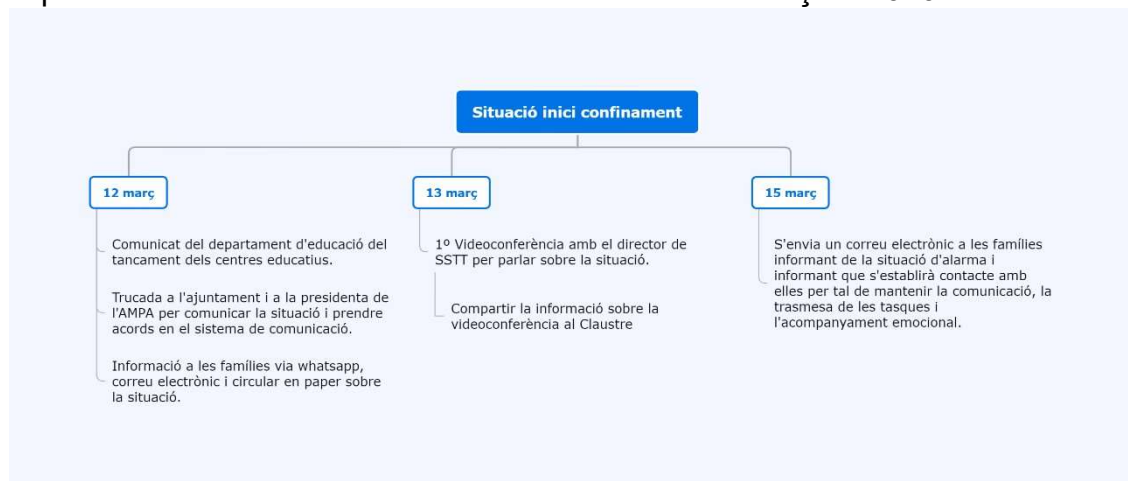 Situació inici confinament
12 març
Comunicat del departament d'educació del
tancament dels centres educatius.
Trucada a l'ajuntament i a la presidenta de
l'AMPA per comunicar la situació i prendre
acords en el sistema de comunicació.
Informació a les famílies via whatsapp,
correu electrònic i circular en paper sobre
la situació.
13 març
1º Videoconferència amb el director de
SSTT per parlar sobre la situació.
Compartir la informació sobre la
videoconferència al Claustre
15 març
S'envia un correu electrònic a les famílies
informant de la situació d'alarma i
informant que s'establirà contacte amb
elles per tal de mantenir la comunicació, la
trasmesa de les tasques i
l'acompanyament emocional.